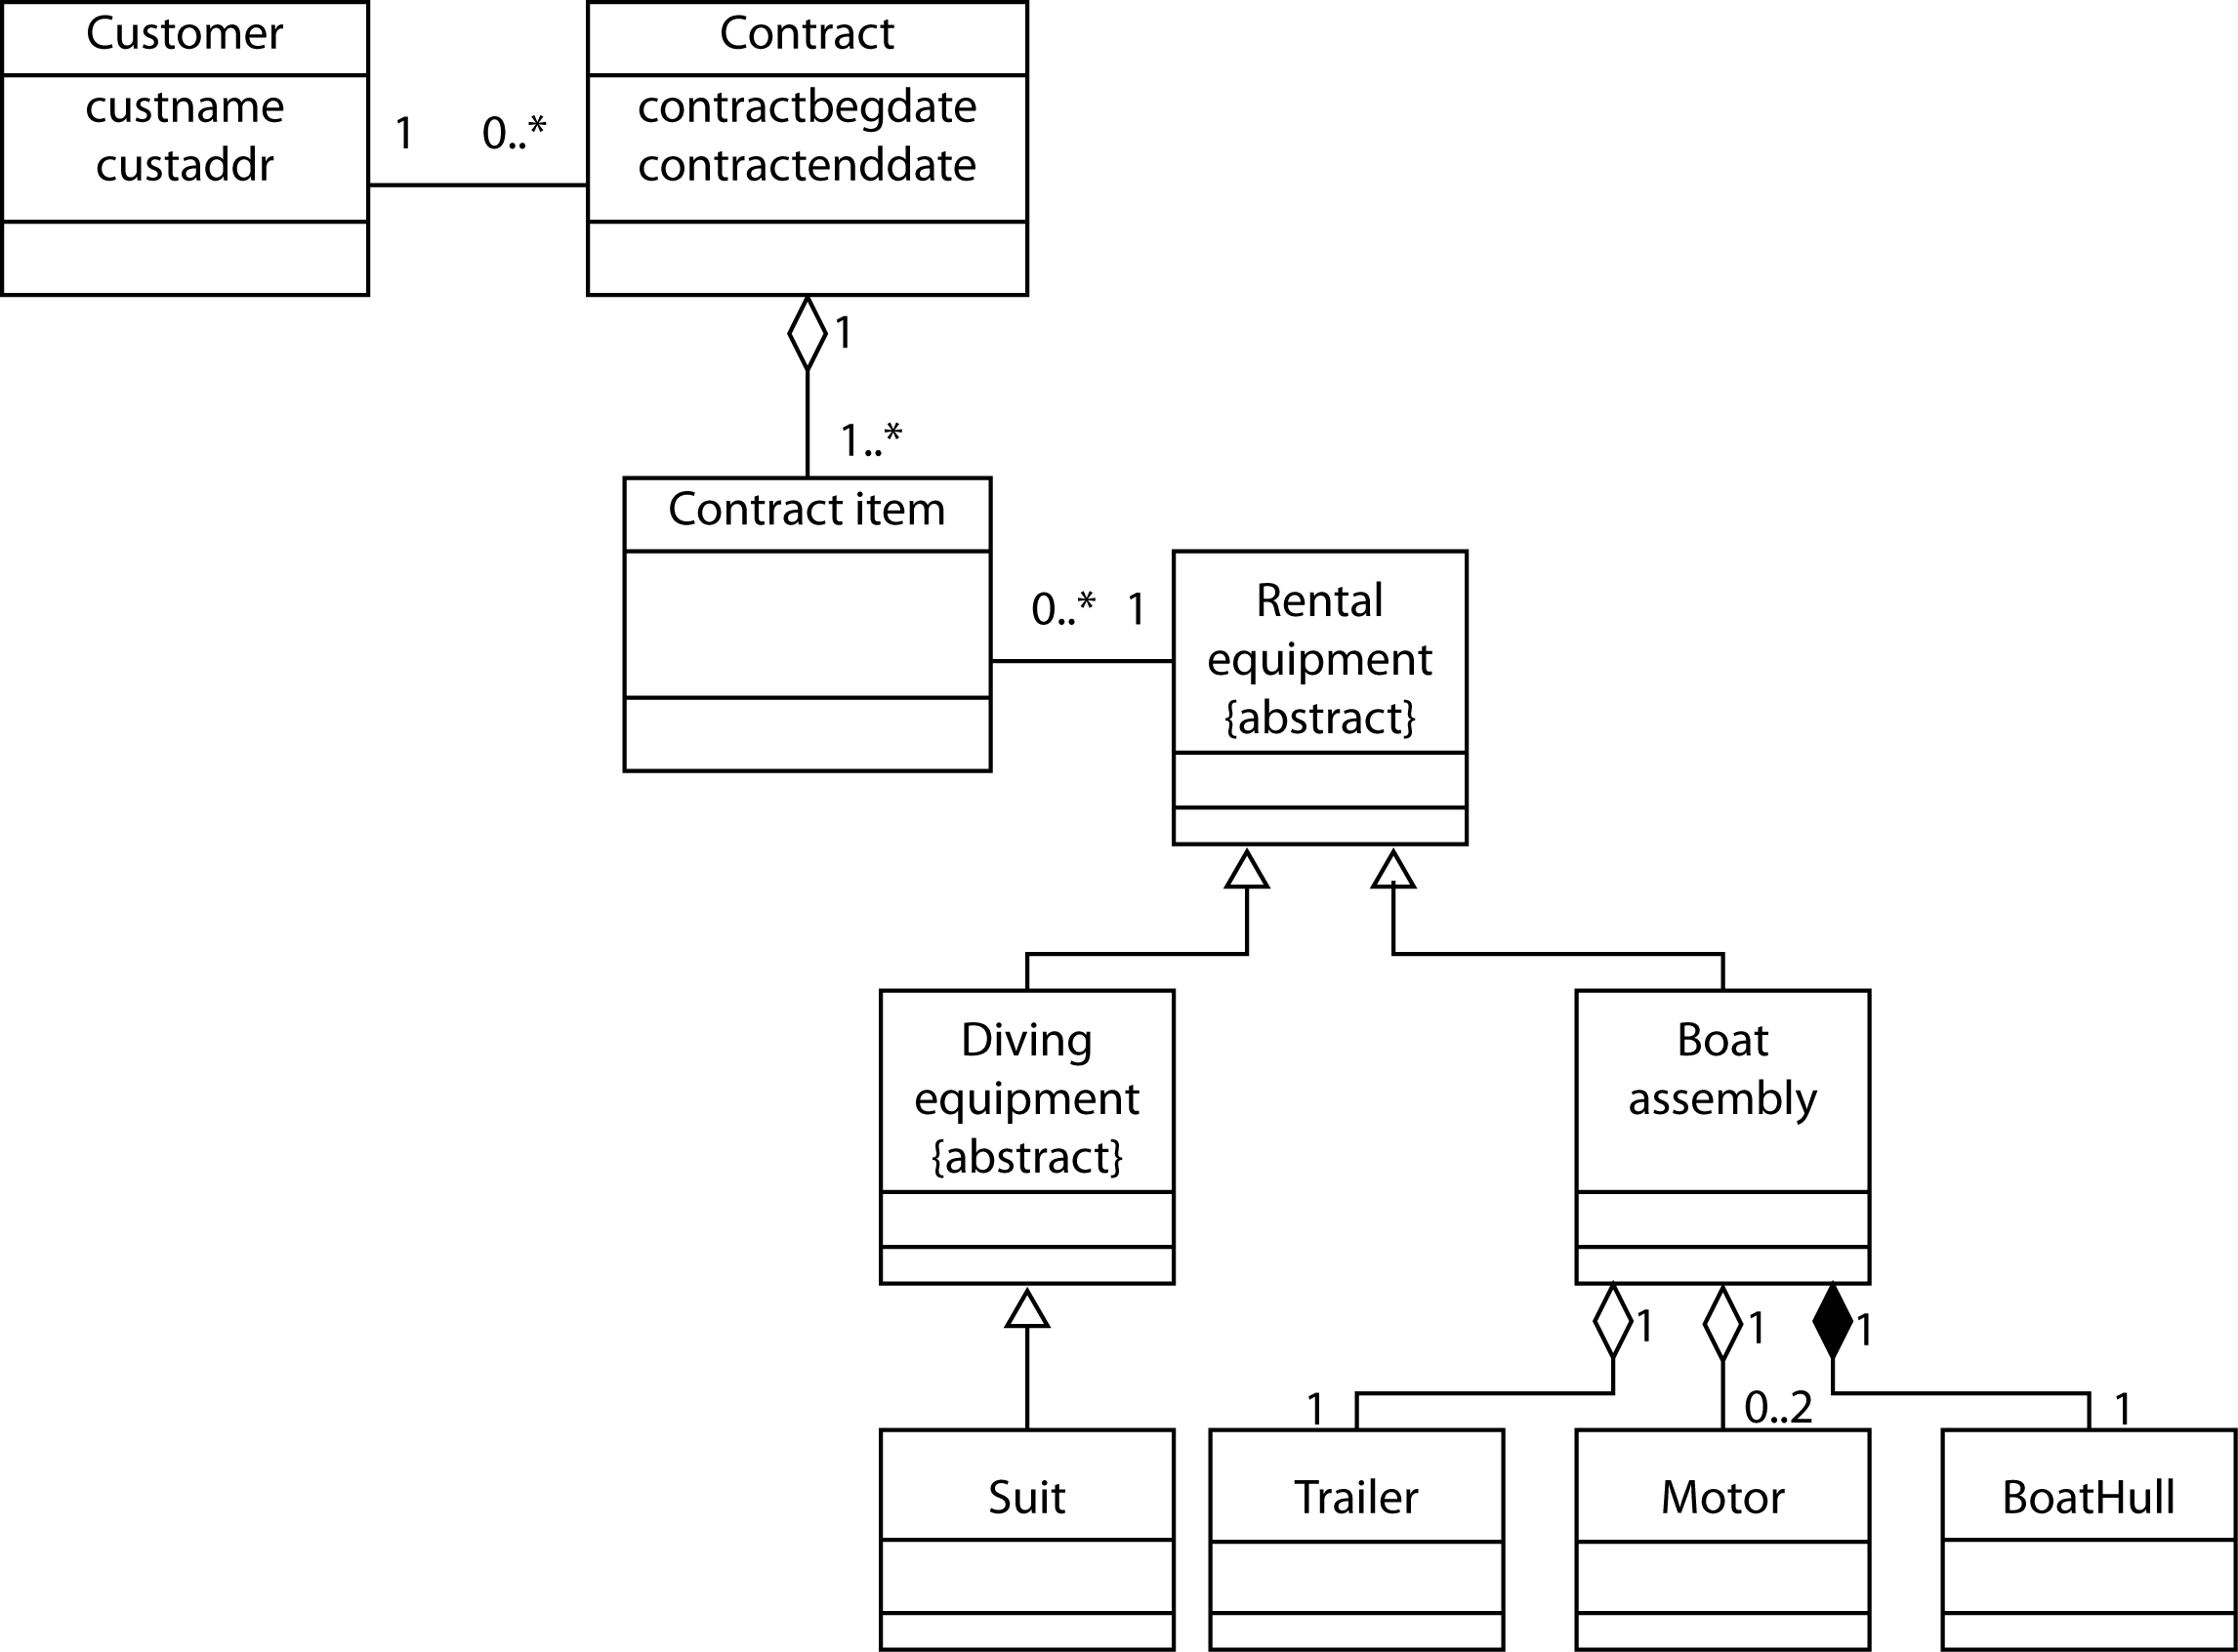 Customer
custname
custaddr
1
0..*
Contract
contractbegdate
contractenddate
1
1..*
Contract item
0..*
1
Rental
equipment
{abstract}
Diving
equipment
{abstract}
Boat
assembly
1
1
1
1
0..2
1
Suit
Trailer
Motor
BoatHull